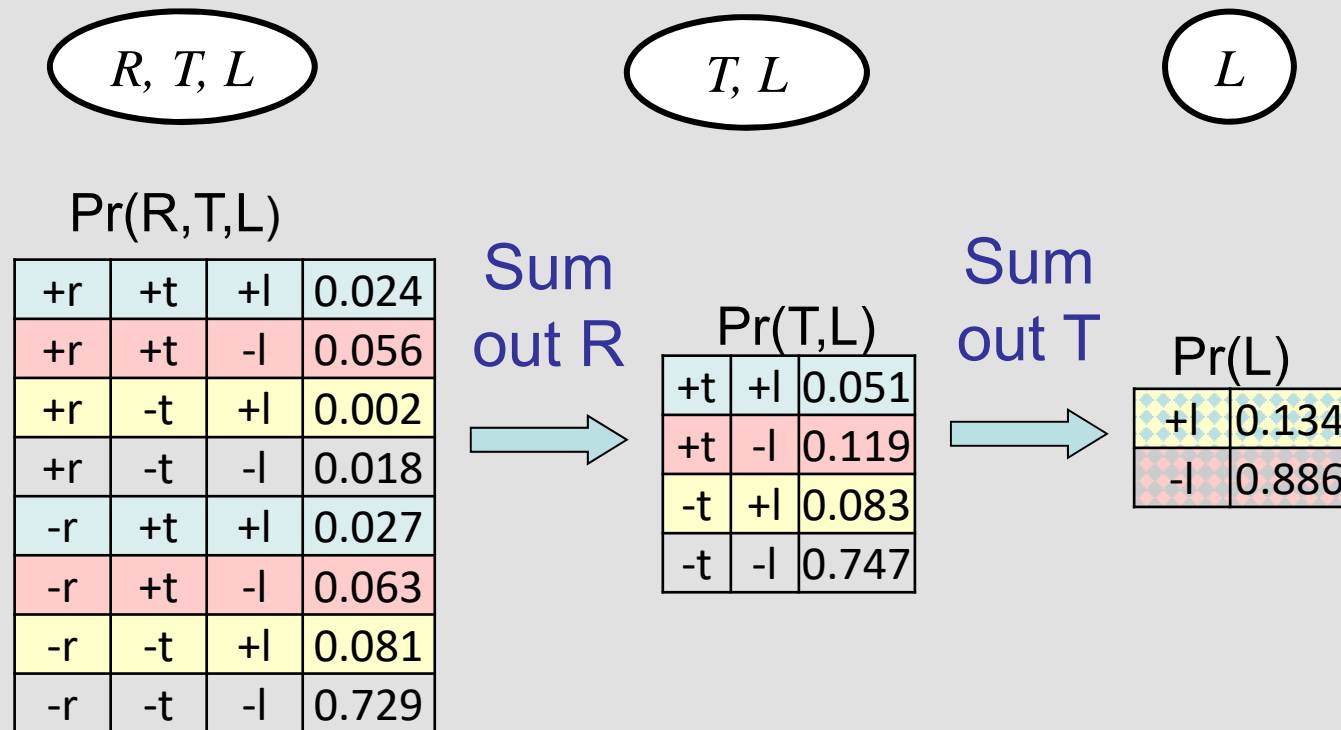 R, T, L
T, L
L
Pr(R,T,L)
+r +t +l 0.024
+r +t -l 0.056
+r -t +l 0.002
+r -t -l 0.018
-r +t +l 0.027
-r +t -l 0.063
-r -t +l 0.081
-r -t -l 0.729
Sum
out R
Pr(T,L)
+t +l 0.051
+t -l 0.119
-t +l 0.083
-t -l 0.747
Sum
out T
Pr(L)
+l 0.134
-l 0.886